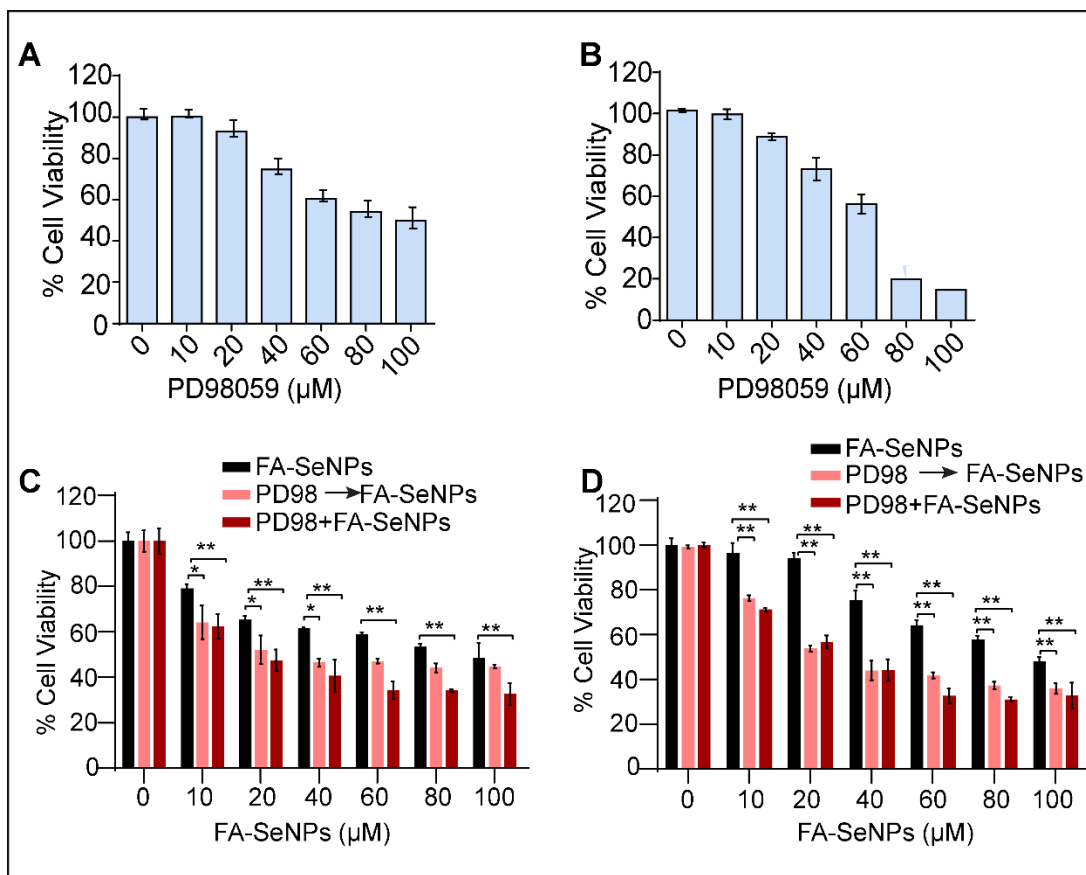 A
120
100
80
60
40
20
0
% Cell Viability
0 10 20 40 60 80 100
PD98059 (µM)
B
120
100
80
60
40
20
0
% Cell Viability
0 10 20 40 60 80 100
PD98059 (µM)
C
FA-SeNPs
PD98 → FA-SeNPs
PD98+FA-SeNPs
120
100
80
60
40
20
0
% Cell Viability
** ** ** ** ** **
* * *
0 10 20 40 60 80 100
FA-SeNPs (µM)
D
FA-SeNPs
PD98 → FA-SeNPs
PD98+FA-SeNPs
120
100
80
60
40
20
0
% Cell Viability
** ** ** ** ** **
** ** ** ** ** **
0 10 20 40 60 80 100
FA-SeNPs (µM)